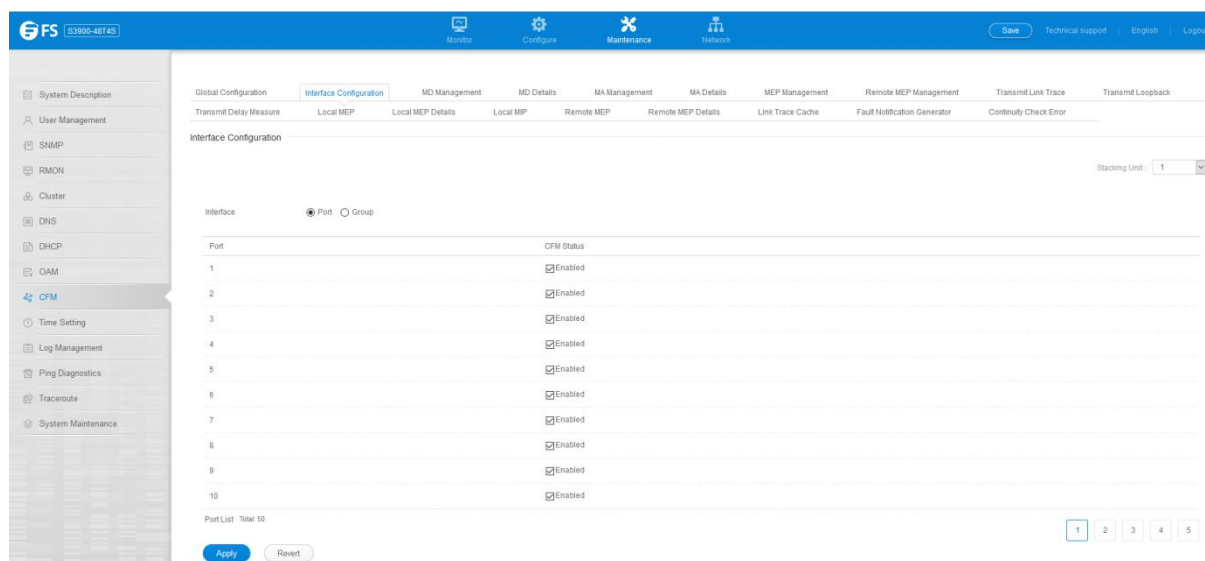 FS S3900-48T4S
Monitor Configure Maintenance Network
Save Technical support English Logou
System Description
User Management
SNMP
RMON
Cluster
DNS
DHCP
OAM
CFM
Time Setting
Log Management
Ping Diagnostics
Traceroute
System Maintenance
Global Configuration Interface Configuration MD Management MD Details MA Management MA Details MEP Management Remote MEP Management Transmit Link Trace Transmit Loopback
Transmit Delay Measure Local MEP Local MEP Details Local MIP Remote MEP Remote MEP Details Link Trace Cache Fault Notification Generator Continuity Check Error
Interface Configuration
Stacking Unit : 1
Interface Port Group
Port CFM Status
1 Enabled
2 Enabled
3 Enabled
4 Enabled
5 Enabled
6 Enabled
7 Enabled
8 Enabled
9 Enabled
10 Enabled
Port List Total: 50
1 2 3 4 5
Apply Revert